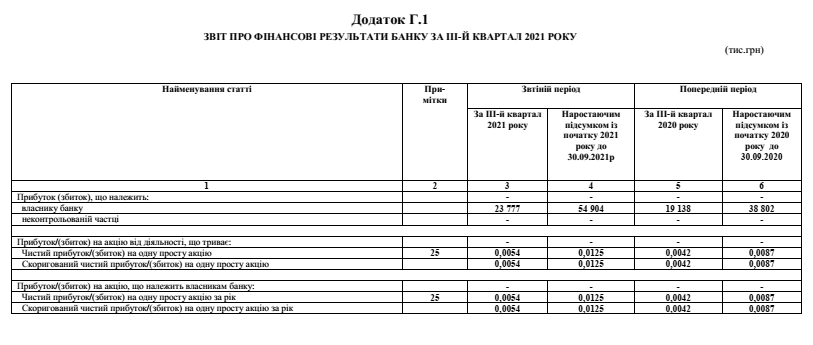 Додаток Г.1
ЗВІТ ПРО ФІНАНСОВІ РЕЗУЛЬТАТИ БАНКУ ЗА ІІІ-Й КВАРТАЛ 2021 РОКУ
(тис.грн)
Найменування статті При- Звтіній період Попередній період
мітки
За ІІІ-й квартал Наростаючим За ІІІ-й квартал Наростаючим
2021 року підсумком із 2020 року підсумком із
початку 2021 початку 2020
року до року до
30.09.2021р 30.09.2020
1 2 3 4 5 6
Прибуток (збиток), що належить: - - - -
власнику банку 23 777 54 904 19 138 38 802
неконтрольованій частці - - - -
Прибуток/(збиток) на акцію від діяльності, що триває: - - - -
Чистий прибуток/(збиток) на одну просту акцію 25 0,0054 0,0125 0,0042 0,0087
Скоригований чистий прибуток/(збиток) на одну просту акцію 0,0054 0,0125 0,0042 0,0087
Прибуток/(збиток) на акцію, що належить власникам банку: - - - -
Чистий прибуток/(збиток) на одну просту акцію за рік 25 0,0054 0,0125 0,0042 0,0087
Скоригований чистий прибуток/(збиток) на одну просту акцію за рік 0,0054 0,0125 0,0042 0,0087